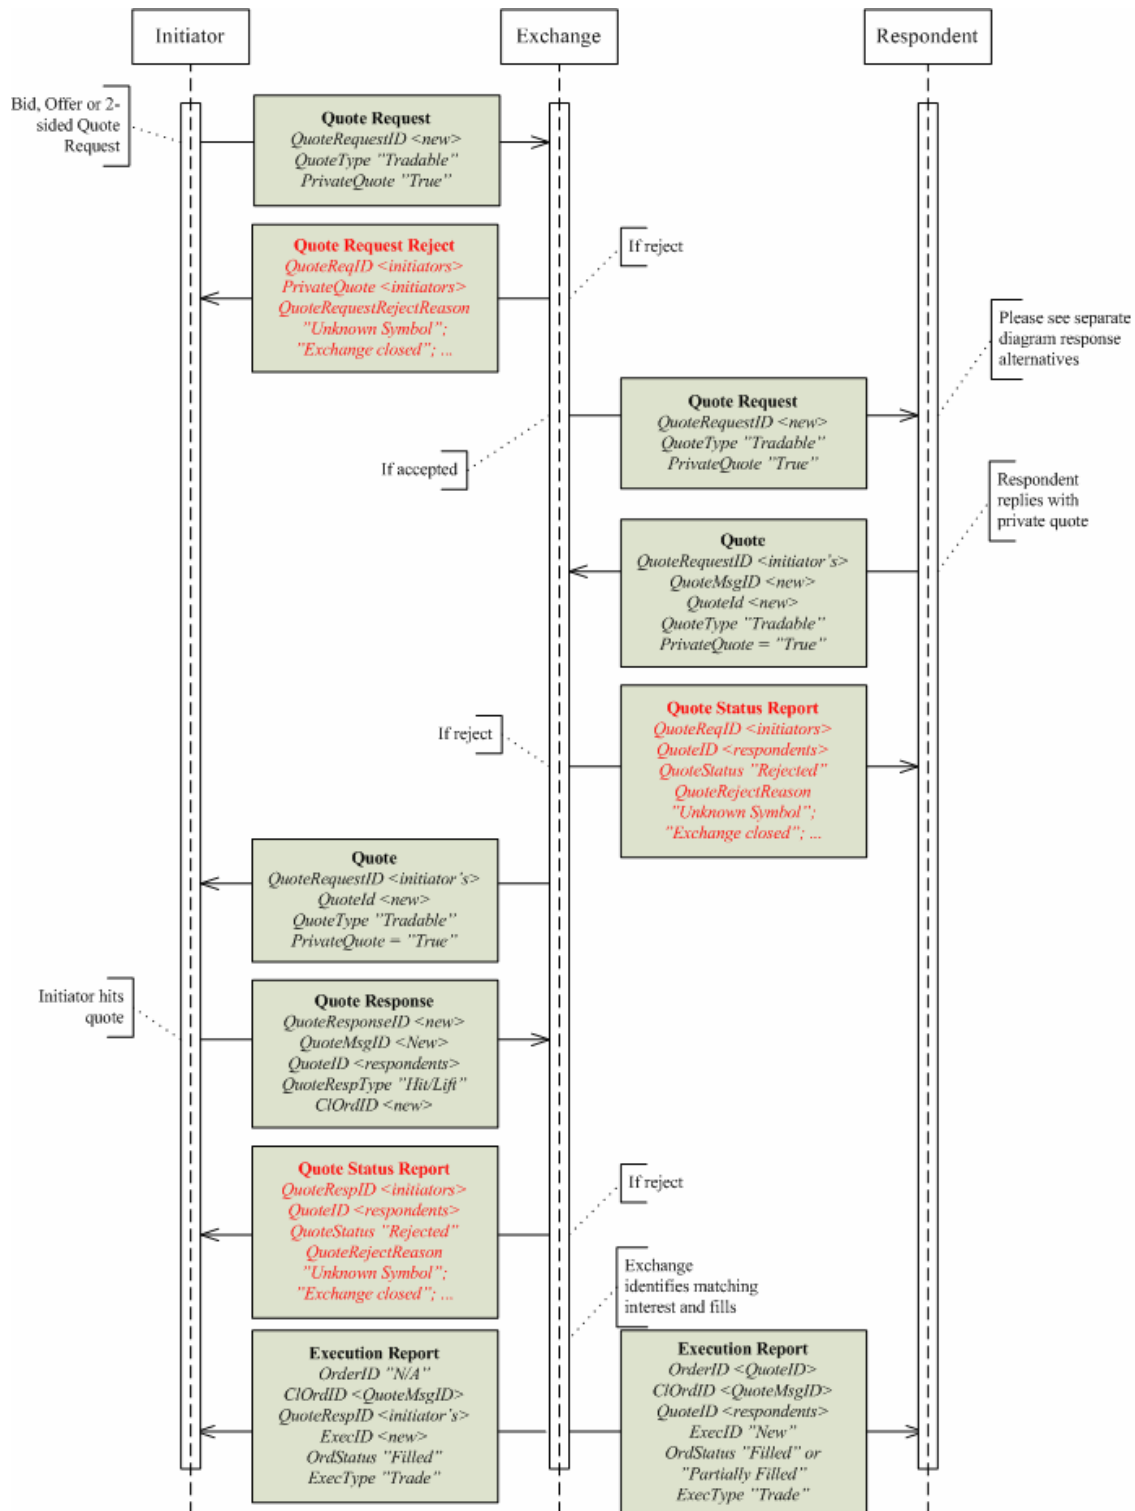 Initiator
Exchange
Respondent
Bid, Offer or 2-
sided Quote
Request
Quote Request
QuoteRequestID <new>
QuoteType "Tradable"
PrivateQuote "True"
Quote Request Reject
QuoteReqID <initiators>
PrivateQuote <initiators>
QuoteRequestRejectReason
"Unknown Symbol";
"Exchange closed"; ...
If reject
Please see separate
diagram response
alternatives
Quote Request
QuoteRequestID <new>
QuoteType "Tradable"
PrivateQuote "True"
If accepted
Respondent
replies with
private quote
Quote
QuoteRequestID <initiator's>
QuoteMsgID <new>
QuoteId <new>
QuoteType "Tradable"
PrivateQuote = "True"
Quote Status Report
QuoteReqID <initiators>
QuoteID <respondents>
QuoteStatus "Rejected"
QuoteRejectReason
"Unknown Symbol";
"Exchange closed"; ...
If reject
Quote
QuoteRequestID <initiator's>
QuoteId <new>
QuoteType "Tradable"
PrivateQuote = "True"
Initiator hits
quote
Quote Response
QuoteResponseID <new>
QuoteMsgID <New>
QuoteID <respondents>
QuoteRespType "Hit/Lift"
ClOrdID <new>
Quote Status Report
QuoteRespID <initiators>
QuoteID <respondents>
QuoteStatus "Rejected"
QuoteRejectReason
"Unknown Symbol";
"Exchange closed"; ...
If reject
Exchange
identifies matching
interest and fills
Execution Report
OrderID "N/A"
ClOrdID <QuoteMsgID>
QuoteRespID <initiator's>
ExecID <new>
OrdStatus "Filled"
ExecType "Trade"
Execution Report
OrderID <QuoteID>
ClOrdID <QuoteMsgID>
QuoteID <respondents>
ExecID "New"
OrdStatus "Filled" or
"Partially Filled"
ExecType "Trade"